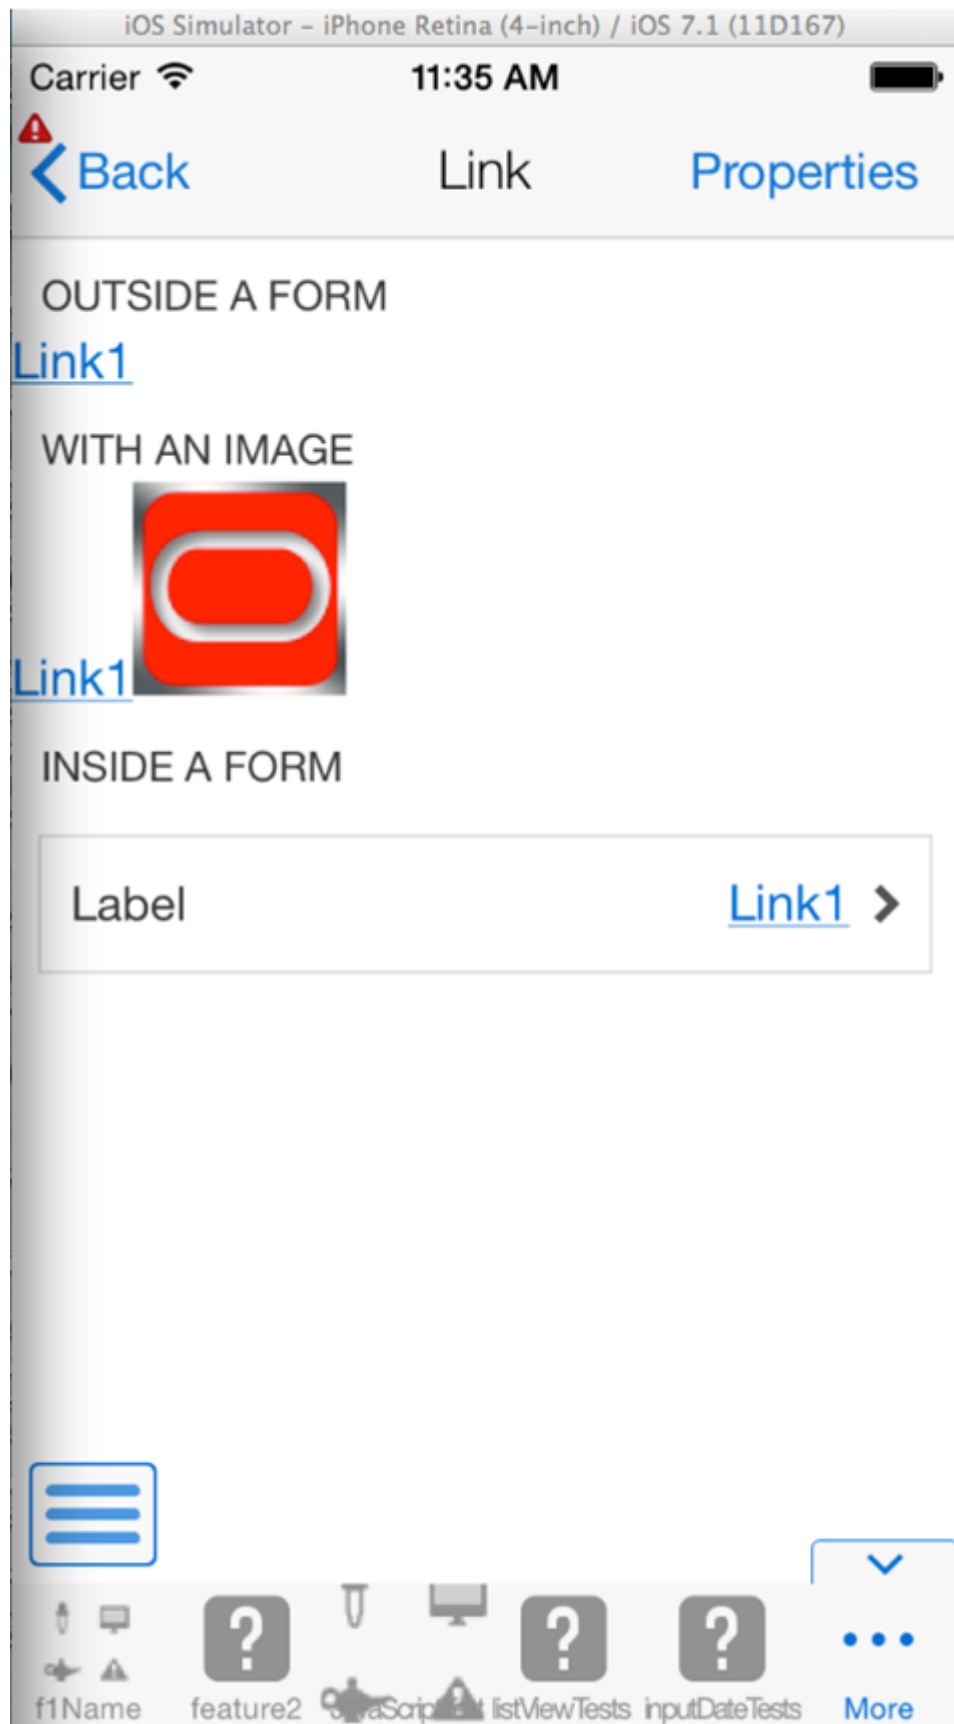 iOS Simulator – iPhone Retina (4-inch) / iOS 7.1 (11D167)
Carrier 11:35 AM
Back Link Properties
OUTSIDE A FORM
Link1
WITH AN IMAGE
Link1
INSIDE A FORM
Label Link1
f1Name feature2 listViewTests inputDateTests More